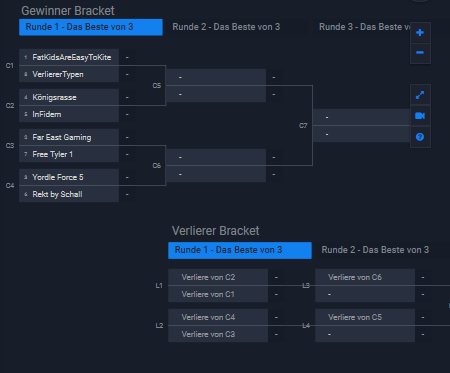 Gewinner Bracket
Runde 1 - Das Beste von 3
Runde 2 - Das Beste von 3
Runde 3 - Das Beste von 3
C1
FatKidsAreEasyToKite -
8 VerliererTypen -
C2
4 Königsrasse -
5 InFidem -
C3
Far East Gaming -
7 Free Tyler 1 -
C4
3 Yordle Force 5 -
6 Rekt by Schall -
C5
- -
- -
C6
- -
- -
C7
-
-
Verlierer Bracket
Runde 1 - Das Beste von 3
Runde 2 - Das Beste von 3
L1
Verliere von C2 -
Verliere von C1 -
L2
Verliere von C4 -
Verliere von C3 -
L3
Verliere von C6 -
- -
L4
Verliere von C5 -
- -